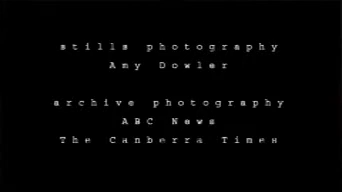 stills photography
Amy Dowler
archive photography
ABC News
The Canberra Times